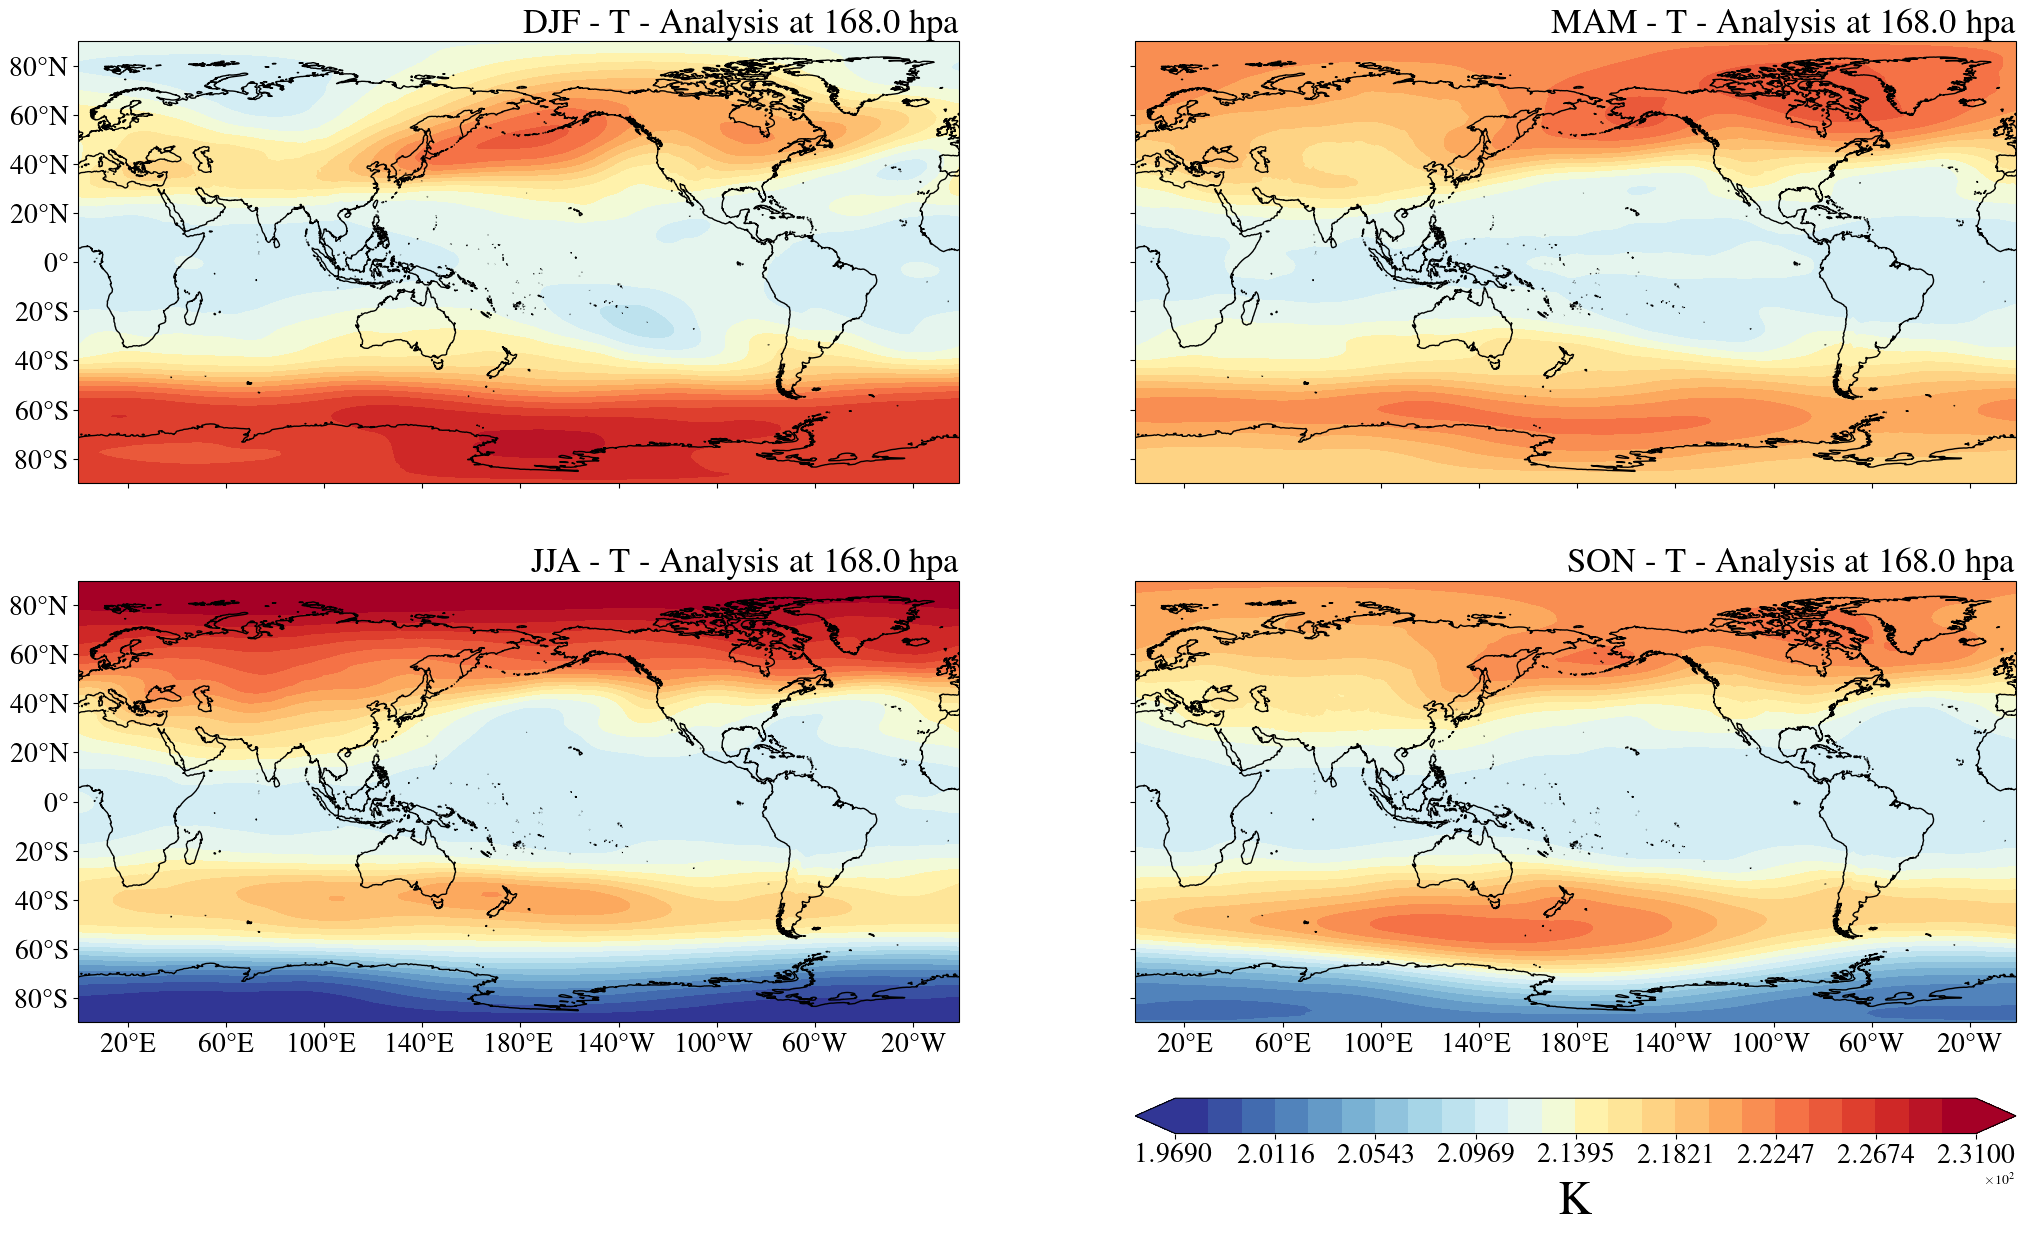 DJF - T - Analysis at 168.0 hpa
MAM - T - Analysis at 168.0 hpa
80°N
60°N
40°N
20°N
0°
20°S
40°S
60°S
80°S
JJA - T - Analysis at 168.0 hpa
SON - T - Analysis at 168.0 hpa
80°N
60°N
40°N
20°N
0°
20°S
40°S
60°S
80°S
20°E 60°E 100°E 140°E 180°E 140°W 100°W 60°W 20°W
20°E 60°E 100°E 140°E 180°E 140°W 100°W 60°W 20°W
1.9690 2.0116 2.0543 2.0969 2.1395 2.1821 2.2247 2.2674 2.3100
×10²
K